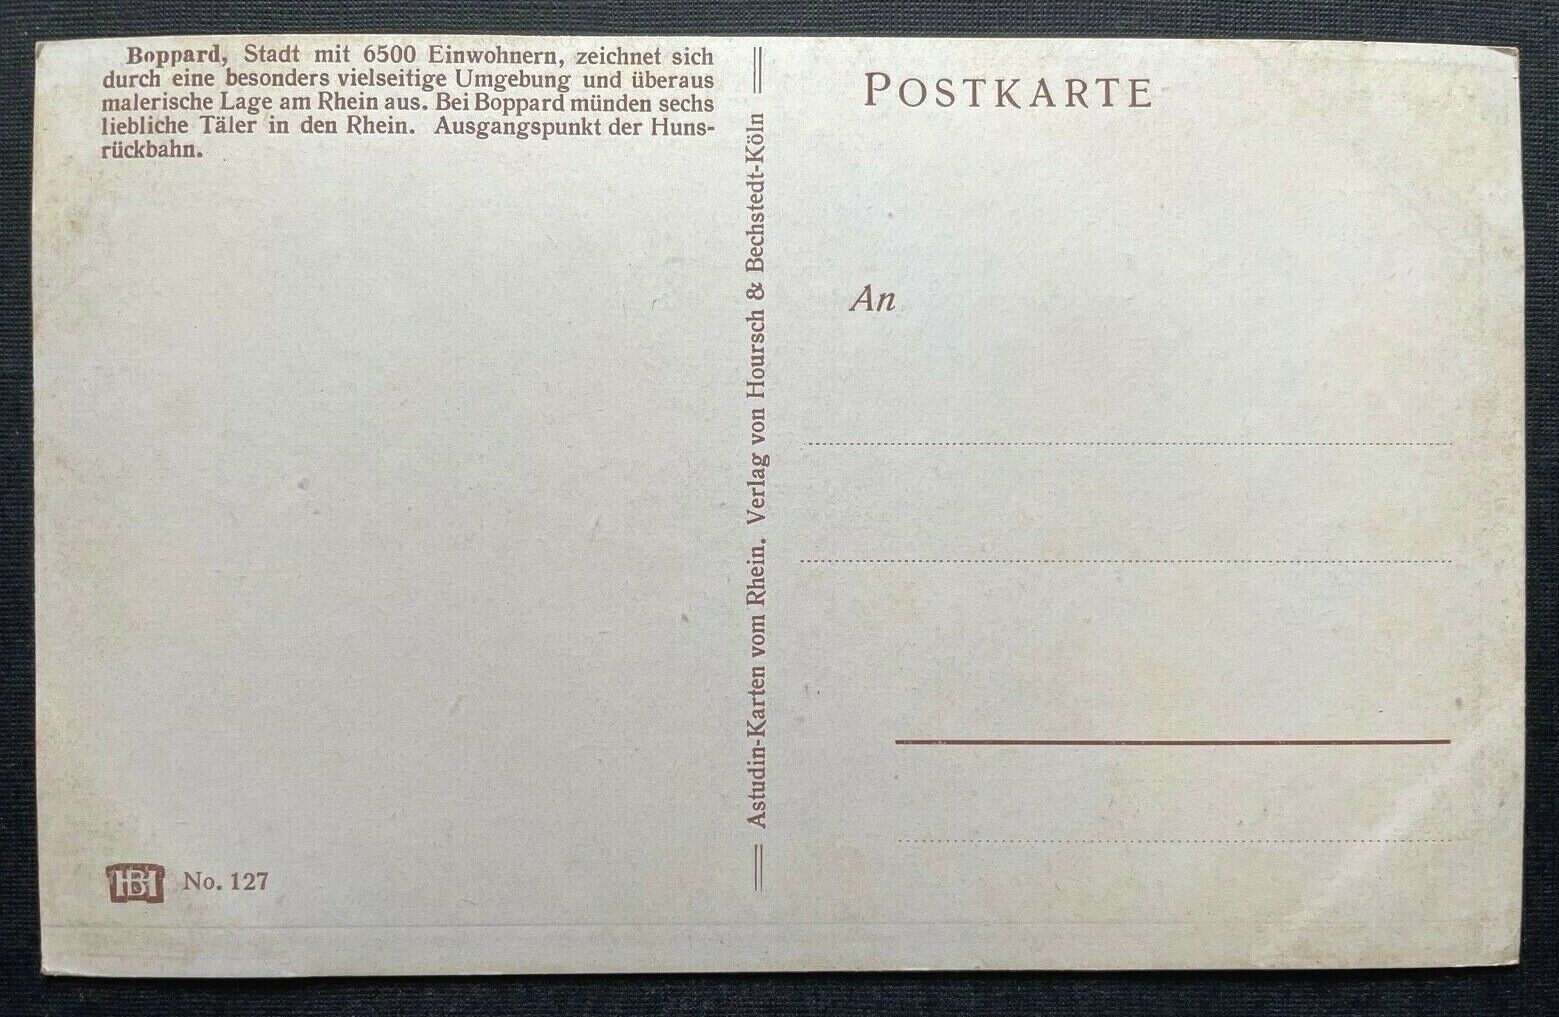 Boppard, Stadt mit 6500 Einwohnern, zeichnet sich
durch eine besonders vielseitige Umgebung und überaus
malerische Lage am Rhein aus. Bei Boppard münden sechs
liebliche Täler in den Rhein. Ausgangspunkt der Huns-
rückbahn.
HB No. 127
Astudin-Karten vom Rhein. Verlag von Hoursch & Bechstedt-Köln
POSTKARTE
An